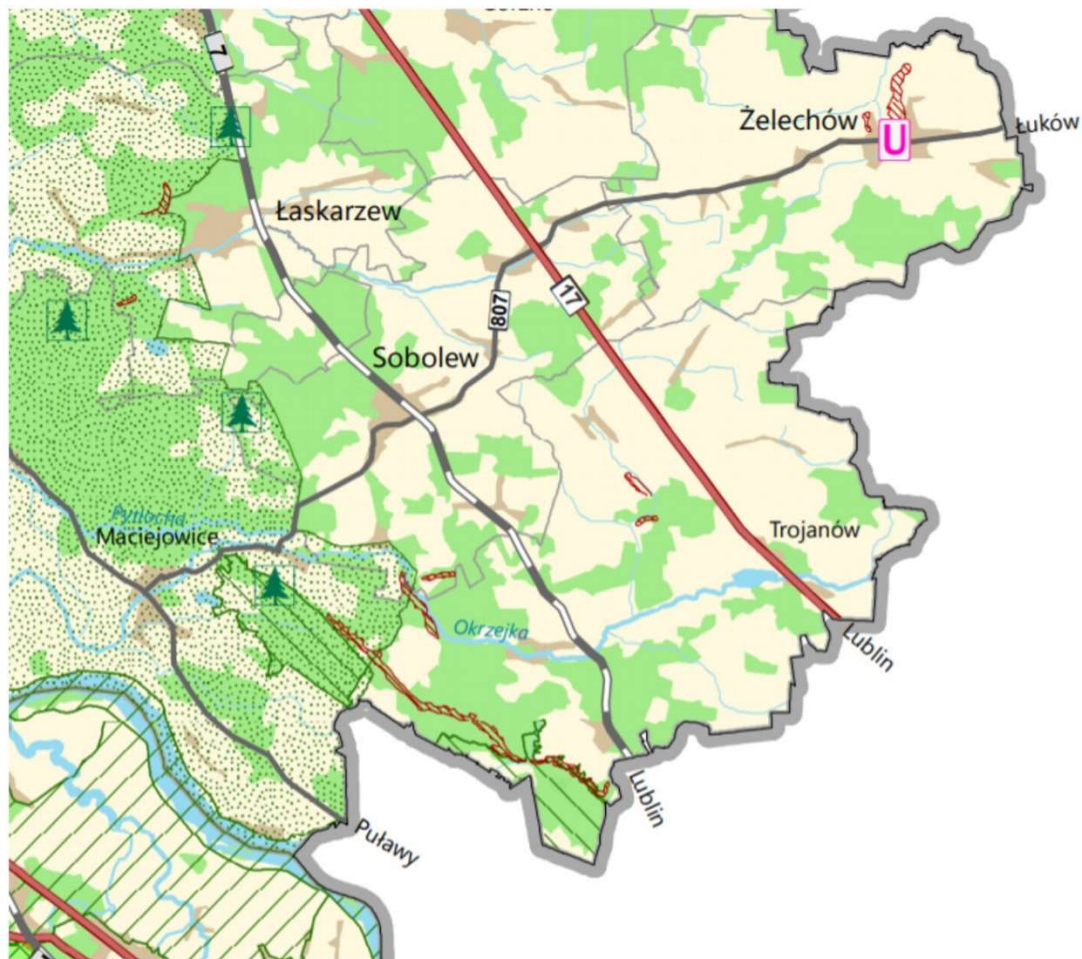 7
Żelechów
U
Łuków
Łaskarzew
17
807
Sobolew
Pytlocha
Maciejowice
Trojanów
Okrzejka
Lublin
Lublin
Puławy